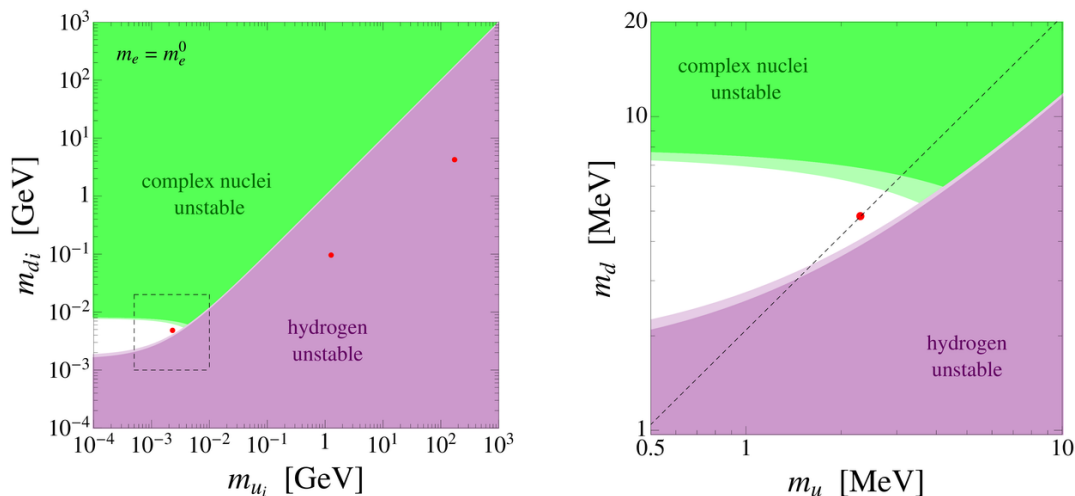 10³
10²
10
1
10⁻¹
10⁻²
10⁻³
10⁻⁴
m_{d_i} [GeV]
m_e = m_e^0
complex nuclei
unstable
hydrogen
unstable
10⁻⁴ 10⁻³ 10⁻² 10⁻¹ 1 10 10² 10³
m_{u_i} [GeV]
20
10
1
m_d [MeV]
complex nuclei
unstable
hydrogen
unstable
0.5 1 10
m_u [MeV]